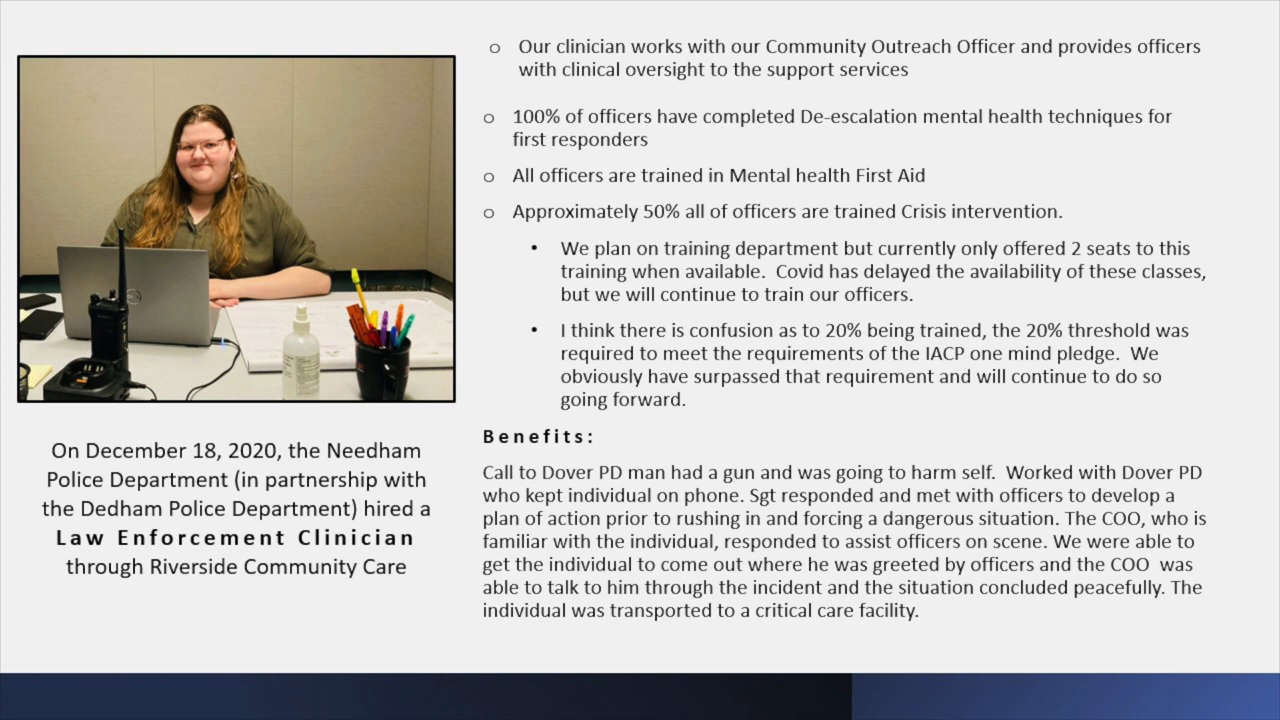 On December 18, 2020, the Needham
Police Department (in partnership with
the Dedham Police Department) hired a
Law Enforcement Clinician
through Riverside Community Care
o Our clinician works with our Community Outreach Officer and provides officers
with clinical oversight to the support services
o 100% of officers have completed De-escalation mental health techniques for
first responders
o All officers are trained in Mental health First Aid
o Approximately 50% all of officers are trained Crisis intervention.
• We plan on training department but currently only offered 2 seats to this
training when available. Covid has delayed the availability of these classes,
but we will continue to train our officers.
• I think there is confusion as to 20% being trained, the 20% threshold was
required to meet the requirements of the IACP one mind pledge. We
obviously have surpassed that requirement and will continue to do so
going forward.
Benefits:
Call to Dover PD man had a gun and was going to harm self. Worked with Dover PD
who kept individual on phone. Sgt responded and met with officers to develop a
plan of action prior to rushing in and forcing a dangerous situation. The COO, who is
familiar with the individual, responded to assist officers on scene. We were able to
get the individual to come out where he was greeted by officers and the COO was
able to talk to him through the incident and the situation concluded peacefully. The
individual was transported to a critical care facility.